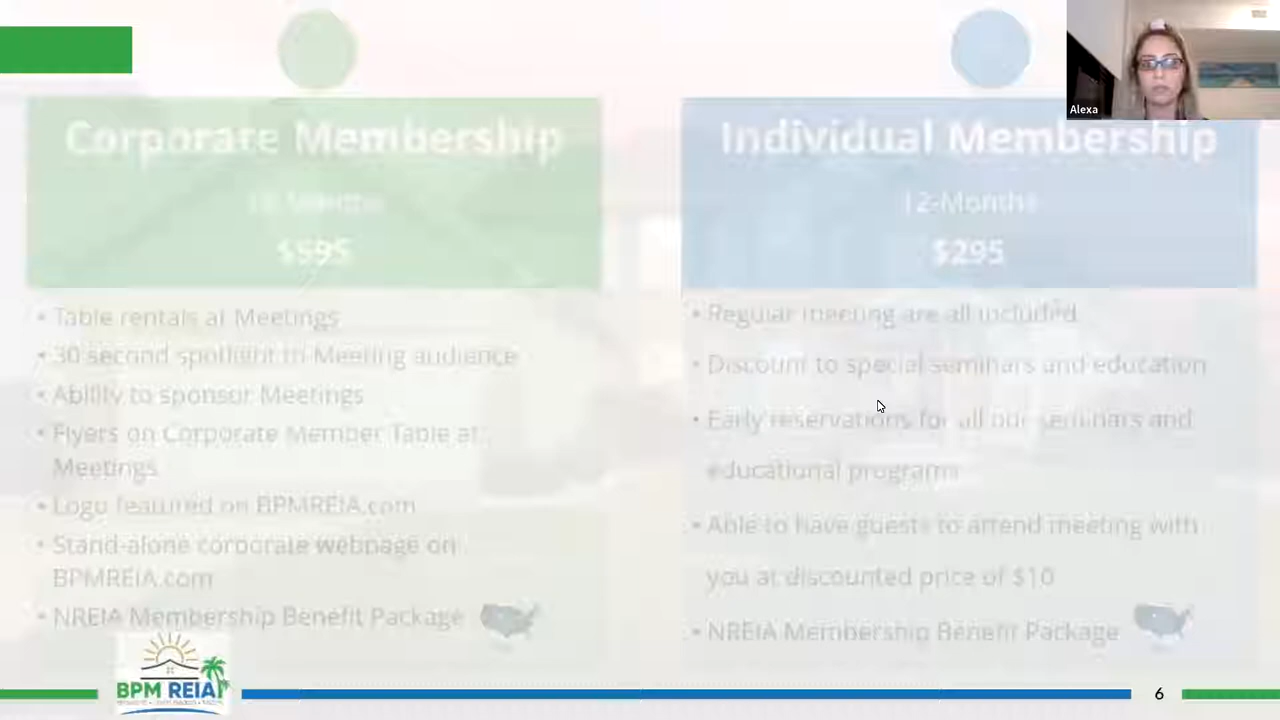 Alexa
Corporate Membership
12-Months
$595
• Table rentals at Meetings
• 30 second spotlight to Meeting audience
• Ability to sponsor Meetings
• Flyers on Corporate Member Table at
Meetings
• Logo featured on BPMREIA.com
• Stand-alone corporate webpage on
BPMREIA.com
• NREIA Membership Benefit Package
Individual Membership
12-Months
$295
• Regular meeting are all included
• Discount to special seminars and education
• Early reservations for all our seminars and
educational programs
• Able to have guests to attend meeting with
you at discounted price of $10
• NREIA Membership Benefit Package
BPM REIA
6